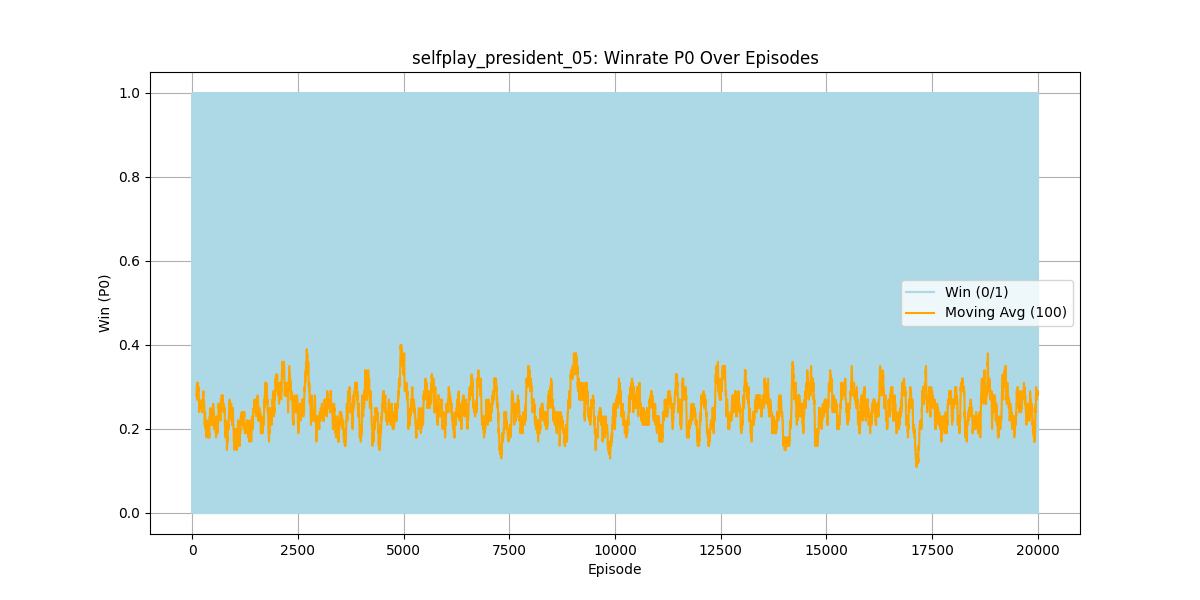 selfplay_president_05: Winrate P0 Over Episodes
Win (P0)
1.0
0.8
0.6
0.4
0.2
0.0
Win (0/1)
Moving Avg (100)
0 2500 5000 7500 10000 12500 15000 17500 20000
Episode